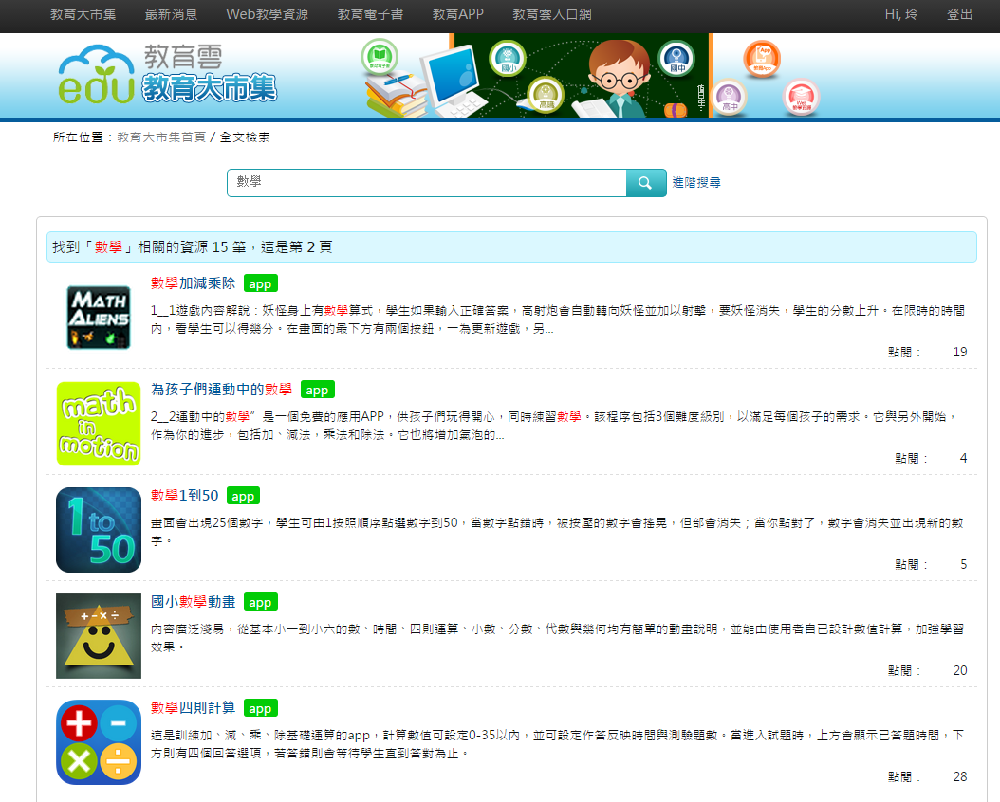 教育大市集 最新消息 Web教學資源 教育電子書 教育APP 教育雲入口網 Hi, 玲 登出
edu 教育雲
教育大市集
國小
高職
國中
高中
所在位置：教育大市集首頁 / 全文檢索
數學 進階搜尋
找到「數學」相關的資源 15 筆，這是第 2 頁
MATH ALIENS
數學加減乘除 app
1__1遊戲內容解說：妖怪身上有數學算式，學生如果輸入正確答案，高射炮會自動轉向妖怪並加以射擊，要妖怪消失，學生的分數上升。在限時的時間
內，看學生可以得幾分。在畫面的最下方有兩個按鈕，一為更新遊戲，另...
點閱： 19
math in motion
為孩子們運動中的數學 app
2__2運動中的數學”是一個免費的應用APP，供孩子們玩得開心，同時練習數學。該程序包括3個難度級別，以滿足每個孩子的需求。它與另外開始，
作為你的進步，包括加、減法，乘法和除法。它也將增加氣泡的...
點閱： 4
1 to 50
數學1到50 app
畫面會出現25個數字，學生可由1按照順序點選數字到50，當數字點錯時，被按壓的數字會搖晃，但部會消失；當你點對了，數字會消失並出現新的數
字。
點閱： 5
+ − × ÷
國小數學動畫 app
內容廣泛淺易，從基本小一到小六的數、時間、四則運算、小數、分數、代數與幾何均有簡單的動畫說明，並能由使用者自已設計數值計算，加強學習
效果。
點閱： 20
數學四則計算 app
這是訓練加、減、乘、除基礎運算的app，計算數值可設定0-35以內，並可設定作答反映時間與測驗題數。當進入試題時，上方會顯示已答題時間，下
方則有四個回答選項，若答錯則會等待學生直到答對為止。
點閱： 28